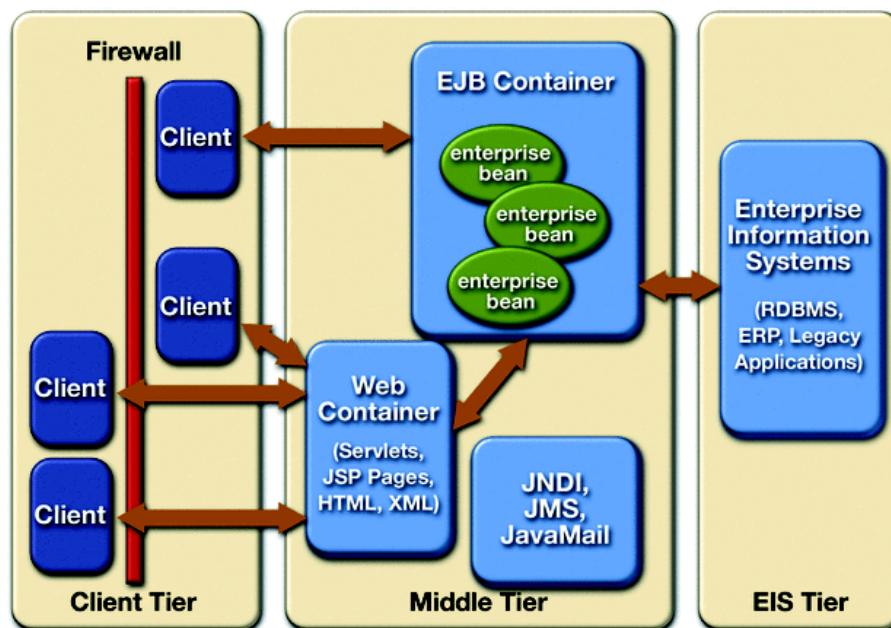 Firewall
Client
Client
Client
Client
Client Tier
EJB Container
enterprise
bean
enterprise
bean
enterprise
bean
Web
Container
(Servlets,
JSP Pages,
HTML, XML)
JNDI,
JMS,
JavaMail
Middle Tier
Enterprise
Information
Systems
(RDBMS,
ERP, Legacy
Applications)
EIS Tier